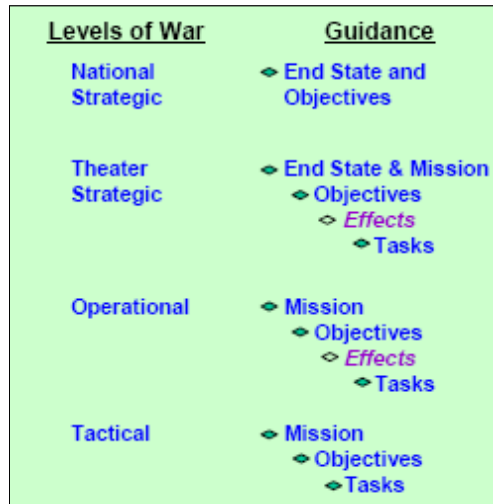 Levels of War Guidance
National Strategic
End State and Objectives
Theater Strategic
End State & Mission
Objectives
Effects
Tasks
Operational
Mission
Objectives
Effects
Tasks
Tactical
Mission
Objectives
Tasks